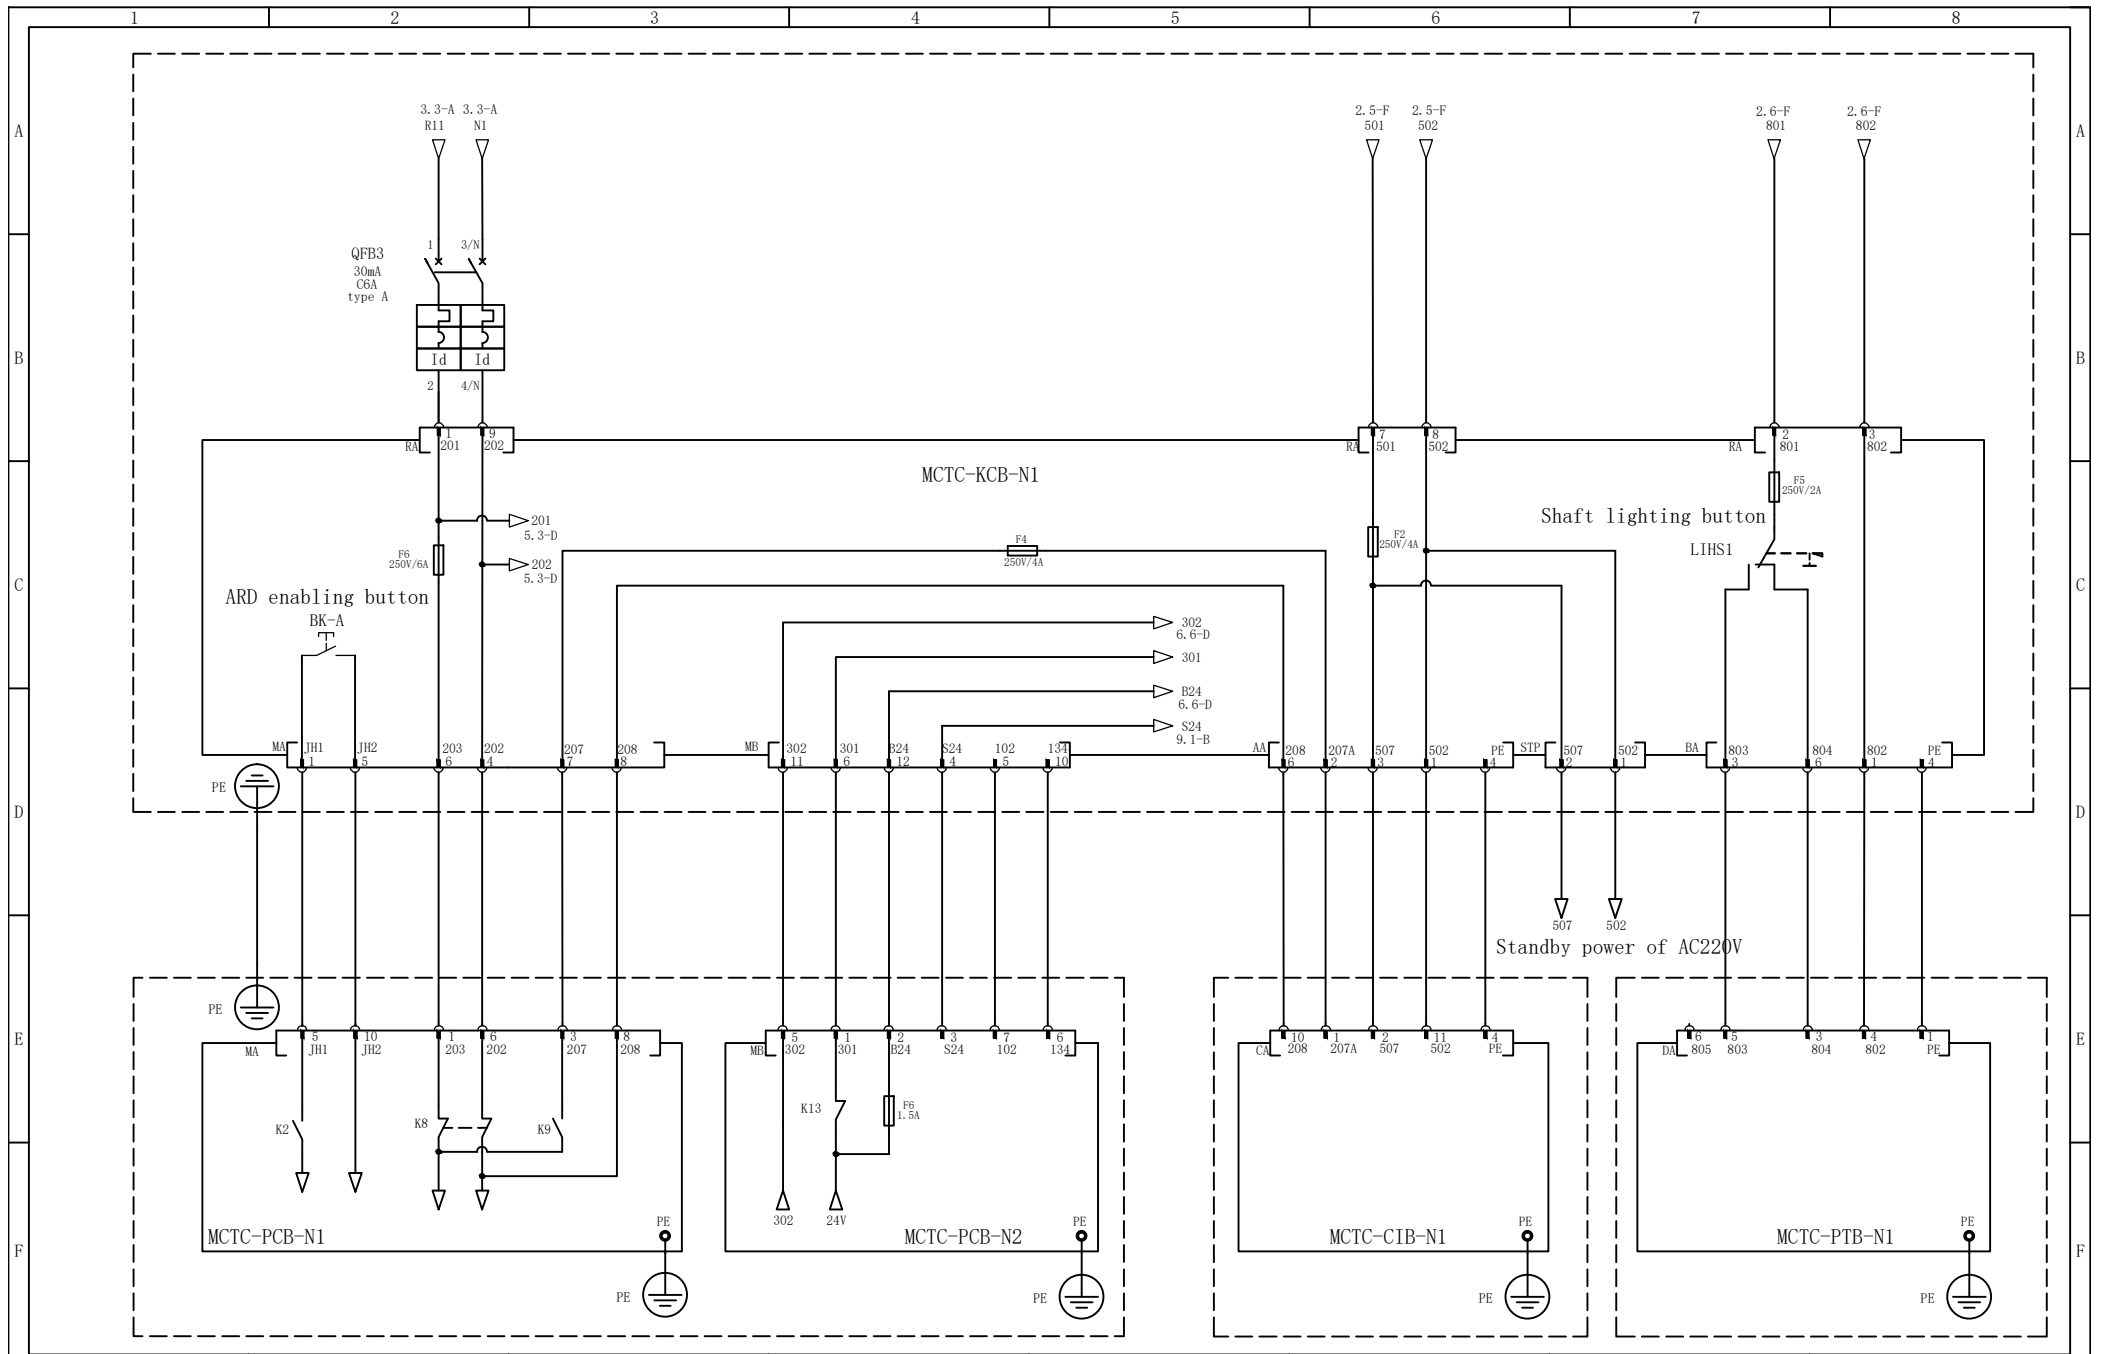 1 2 3 4 5 6 7 8
A A
3.3-A 3.3-A 2.5-F 2.5-F 2.6-F 2.6-F
R11 N1 501 502 801 802
B B
1 3/N
QFB3
30mA
C6A
type A
Id Id
2 4/N
RA 1 9 RA 7 8 RA 2 3
201 202 501 502 801 802
MCTC-KCB-N1
C C
F5
250V/2A
Shaft lighting button
LIHS1
201
5.3-D
202
5.3-D
F6
250V/6A
F4
250V/4A
F2
250V/4A
ARD enabling button
BK-A
302
6.6-D
301
B24
6.6-D
S24
9.1-B
MA JH1 JH2 203 202 207 208 MB 302 301 B24 S24 102 134 AA 208 207A 507 502 PE STP 507 502 BA 803 804 802 PE
1 5 6 4 7 8 11 6 12 4 5 10 6 2 3 1 4 2 1 3 6 1 4
PE
D D
507 502
Standby power of AC220V
PE
E E
MA 5 10 1 6 3 8 MB 5 1 2 3 7 6 CA 10 1 2 11 4 DA 6 5 3 4 1
JH1 JH2 203 202 207 208 302 301 B24 S24 102 134 208 207A 507 502 PE 805 803 804 802 PE
K2 K8 K9 K13
F6
1.5A
302 24V
F F
PE PE PE PE
MCTC-PCB-N1 MCTC-PCB-N2 MCTC-CIB-N1 MCTC-PTB-N1
PE PE PE PE